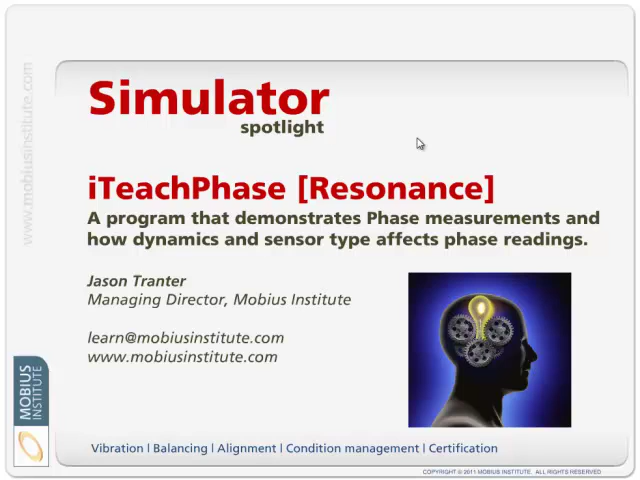 www.mobiusinstitute.com
Simulator
spotlight
iTeachPhase [Resonance]
A program that demonstrates Phase measurements and
how dynamics and sensor type affects phase readings.
Jason Tranter
Managing Director, Mobius Institute
learn@mobiusinstitute.com
www.mobiusinstitute.com
MOBIUS
INSTITUTE
Vibration | Balancing | Alignment | Condition management | Certification
COPYRIGHT © 2011 MOBIUS INSTITUTE. ALL RIGHTS RESERVED